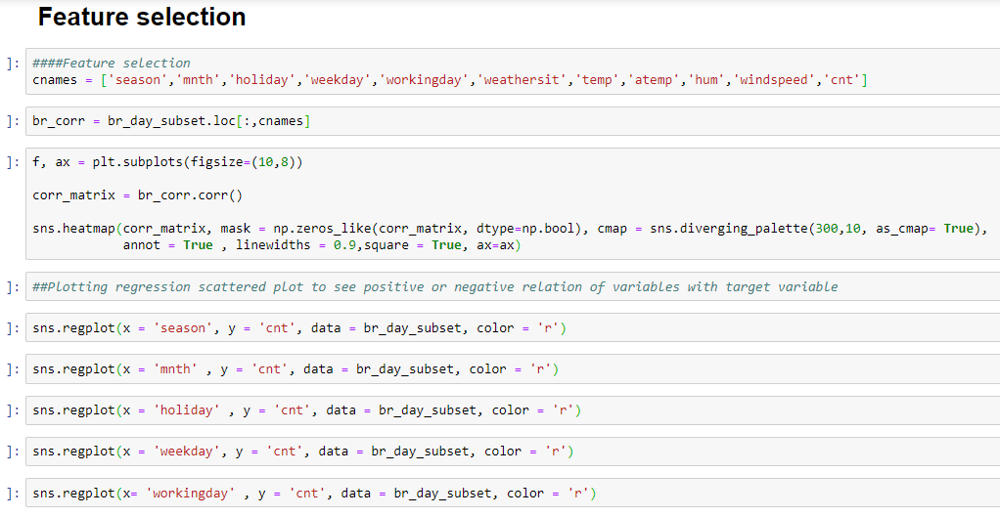 Feature selection
]: ####Feature selection
cnames = ['season','mnth','holiday','weekday','workingday','weathersit','temp','atemp','hum','windspeed','cnt']
]: br_corr = br_day_subset.loc[:,cnames]
]: f, ax = plt.subplots(figsize=(10,8))
corr_matrix = br_corr.corr()
sns.heatmap(corr_matrix, mask = np.zeros_like(corr_matrix, dtype=np.bool), cmap = sns.diverging_palette(300,10, as_cmap= True),
annot = True , linewidths = 0.9,square = True, ax=ax)
]: ##Plotting regression scattered plot to see positive or negative relation of variables with target variable
]: sns.regplot(x = 'season', y = 'cnt', data = br_day_subset, color = 'r')
]: sns.regplot(x = 'mnth' , y = 'cnt', data = br_day_subset, color = 'r')
]: sns.regplot(x = 'holiday' , y = 'cnt', data = br_day_subset, color = 'r')
]: sns.regplot(x = 'weekday', y = 'cnt', data = br_day_subset, color = 'r')
]: sns.regplot(x= 'workingday' , y = 'cnt', data = br_day_subset, color = 'r')